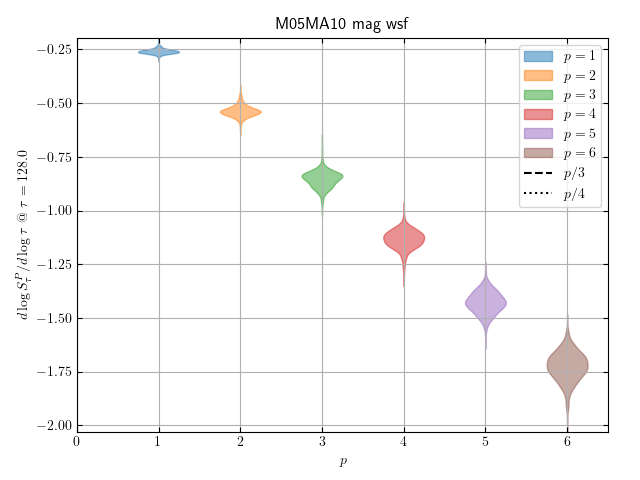 M05MA10 mag wsf
d log S_τ^P / d log τ @ τ = 128.0
−0.25
−0.50
−0.75
−1.00
−1.25
−1.50
−1.75
−2.00
p = 1
p = 2
p = 3
p = 4
p = 5
p = 6
p/3
p/4
0 1 2 3 4 5 6
p